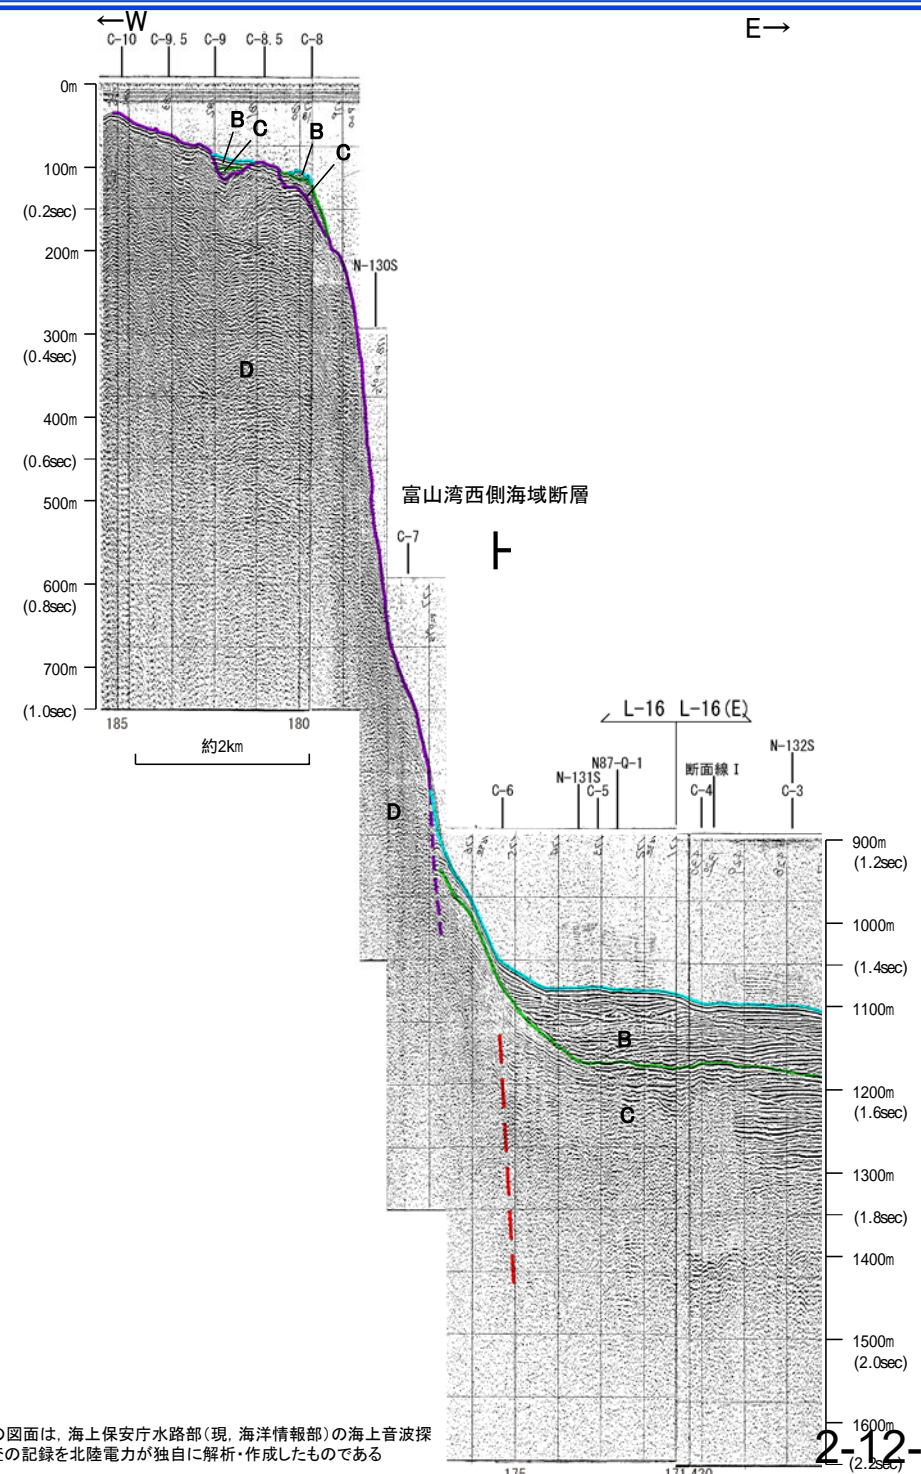 ←W
E→
C-10 C-9.5 C-9 C-8.5 C-8
0m
B
C
B
C
100m
(0.2sec)
200m
N-130S
300m
(0.4sec)
D
400m
(0.6sec)
500m
富山湾西側海域断層
C-7
600m
(0.8sec)
700m
(1.0sec)
185
180
約2km
L-16 L-16(E)
N-132S
N87-Q-1
断面線Ⅰ
N-131S
C-6
C-5
C-4
C-3
D
900m
(1.2sec)
1000m
(1.4sec)
1100m
B
1200m
(1.6sec)
C
1300m
(1.8sec)
1400m
1500m
(2.0sec)
1600m
(2.2sec)
の図面は, 海上保安庁水路部(現, 海洋情報部)の海上音波探
査の記録を北陸電力が独自に解析・作成したものである
2-12-
175
171.420